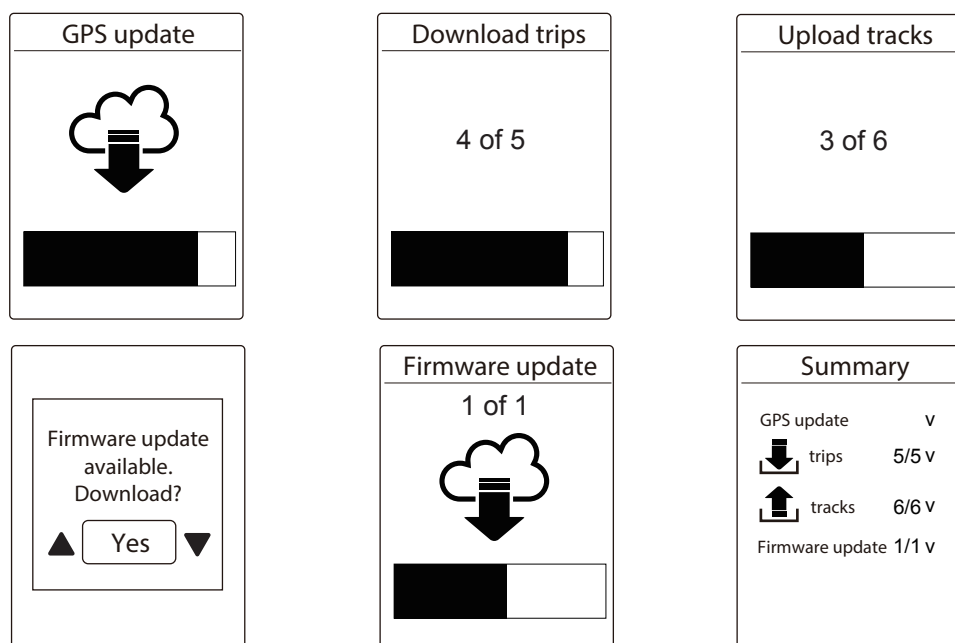 GPS update
Download trips
4 of 5
Upload tracks
3 of 6
Firmware update
available.
Download?
Yes
Firmware update
1 of 1
Summary
GPS update v
trips 5/5 v
tracks 6/6 v
Firmware update 1/1 v